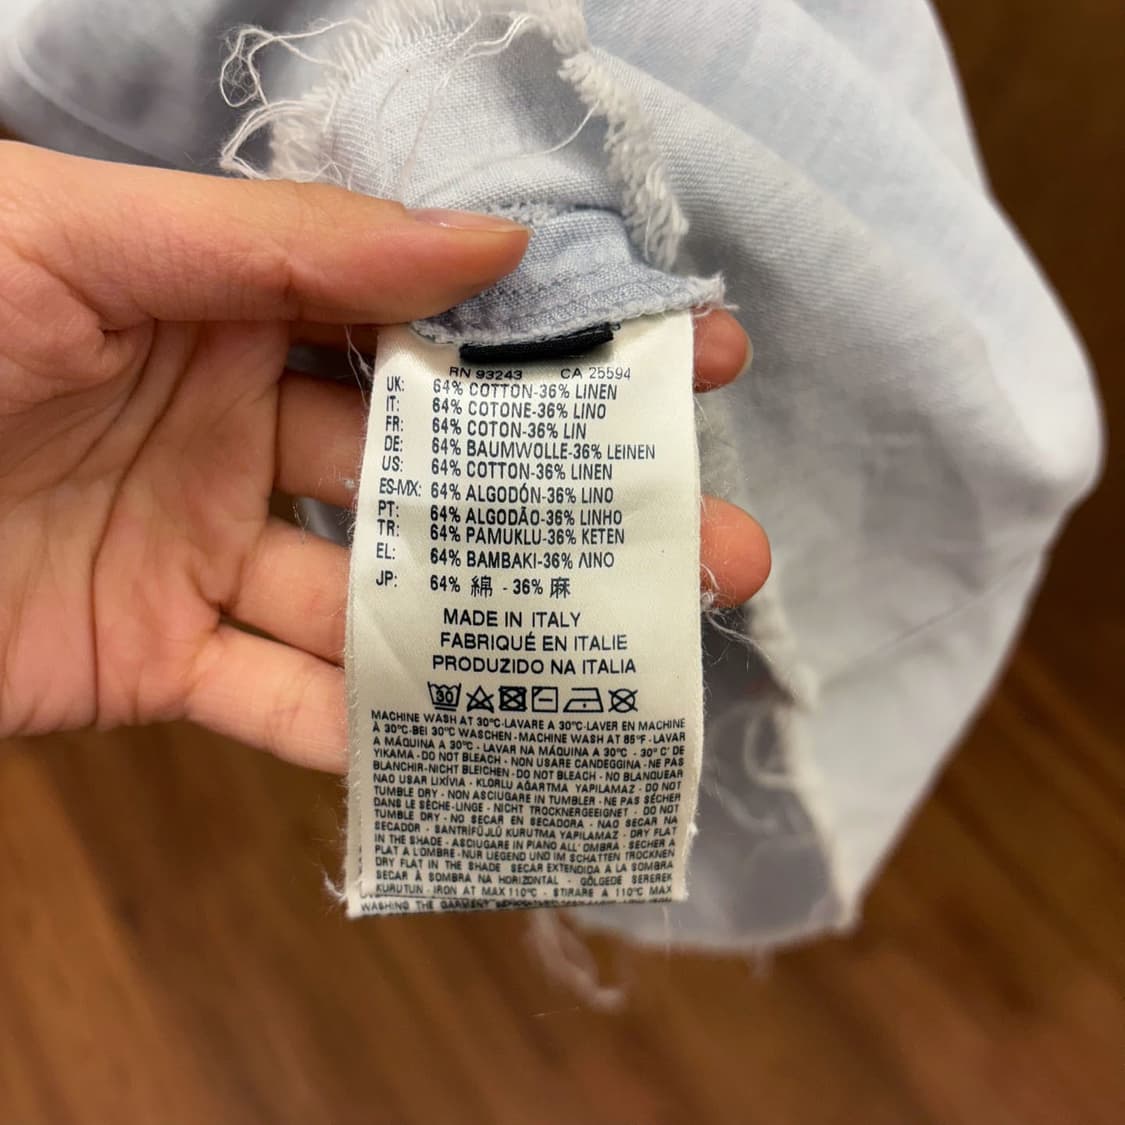 RN 93243 CA 25594
UK: 64% COTTON-36% LINEN
IT: 64% COTONE-36% LINO
FR: 64% COTON-36% LIN
DE: 64% BAUMWOLLE-36% LEINEN
US: 64% COTTON-36% LINEN
ES-MX: 64% ALGODÓN-36% LINO
PT: 64% ALGODÃO-36% LINHO
TR: 64% PAMUKLU-36% KETEN
EL: 64% BAMBAKI-36% ΛINO
JP: 64% 綿 - 36% 麻
MADE IN ITALY
FABRIQUÉ EN ITALIE
PRODUZIDO NA ITALIA
30
MACHINE WASH AT 30°C-LAVARE A 30°C-LAVER EN MACHINE
À 30°C-BEI 30°C WASCHEN-MACHINE WASH AT 85°F-LAVAR
A MÁQUINA A 30°C - LAVAR NA MÁQUINA A 30°C - 30° C' DE
YIKAMA-DO NOT BLEACH - NON USARE CANDEGGINA-NE PAS
BLANCHIR-NICHT BLEICHEN-DO NOT BLEACH-NO BLANQUEAR
NAO USAR LIXÍVIA - KLORLU AĞARTMA YAPILAMAZ - DO NOT
TUMBLE DRY - NON ASCIUGARE IN TUMBLER - NE PAS SÉCHER
DANS LE SÈCHE-LINGE - NICHT TROCKNERGEEIGNET - DO NOT
TUMBLE DRY-NO SECAR EN SECADORA - NAO SECAR NA
SECADOR - SANTRİFÜJLÜ KURUTMA YAPILAMAZ - DRY FLAT
IN THE SHADE - ASCIUGARE IN PIANO ALL'OMBRA - SÉCHER A
PLAT À L'OMBRE-NUR LIEGEND UND IM SCHATTEN TROCKNEN
DRY FLAT IN THE SHADE SECAR EXTENDIDA A LA SOMBRA
SECAR À SOMBRA NA HORIZONTAL - GÖLGEDE SEREREK
KURUTUN - IRON AT MAX 110°C - STIRARE A 110°C MAX
WASHING THE GARMENT